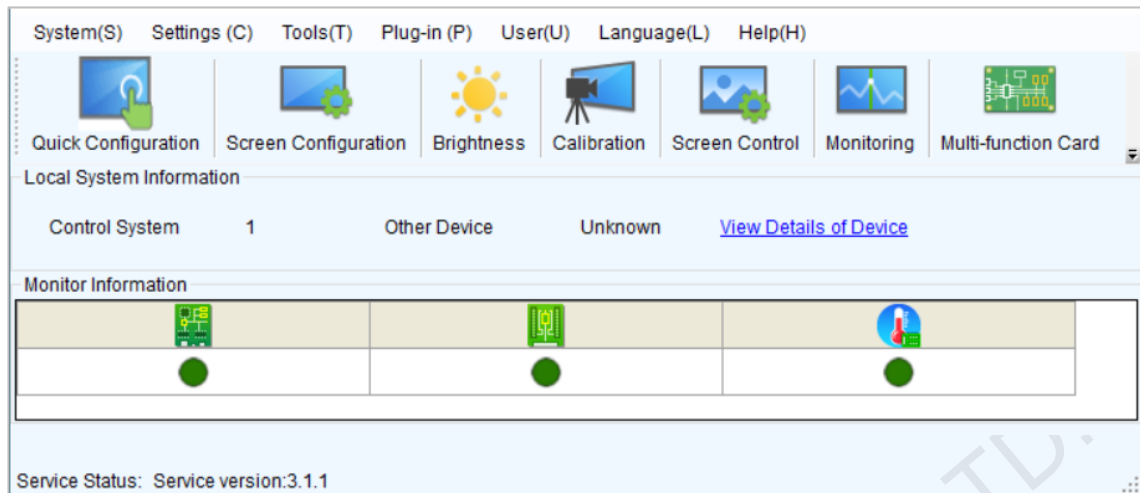 System(S) Settings (C) Tools(T) Plug-in (P) User(U) Language(L) Help(H)
Quick Configuration Screen Configuration Brightness Calibration Screen Control Monitoring Multi-function Card
Local System Information
Control System 1 Other Device Unknown View Details of Device
Monitor Information
Service Status: Service version:3.1.1
TD.